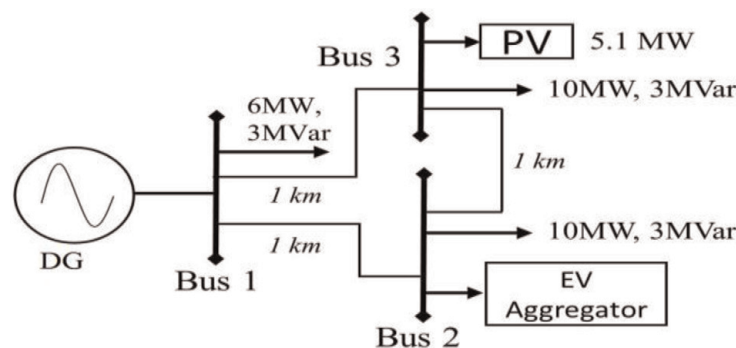 Bus 3
PV
5.1 MW
10MW, 3MVar
6MW,
3MVar
1 km
1 km
1 km
DG
Bus 1
10MW, 3MVar
EV
Aggregator
Bus 2